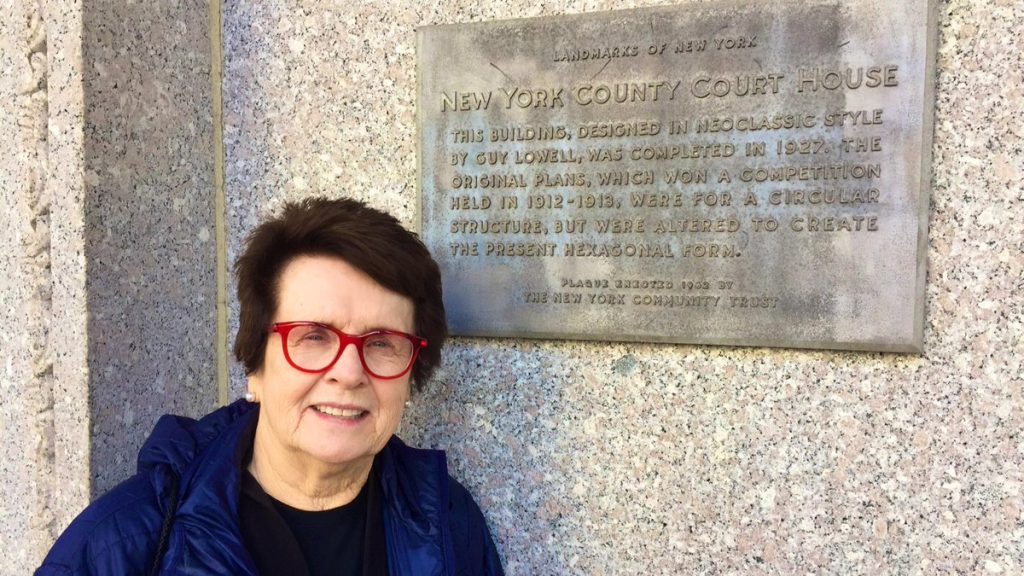 LANDMARKS OF NEW YORK
NEW YORK COUNTY COURT HOUSE
THIS BUILDING, DESIGNED IN NEOCLASSIC STYLE
BY GUY LOWELL, WAS COMPLETED IN 1927. THE
ORIGINAL PLANS, WHICH WON A COMPETITION
HELD IN 1912-1913, WERE FOR A CIRCULAR
STRUCTURE, BUT WERE ALTERED TO CREATE
THE PRESENT HEXAGONAL FORM.
PLAQUE ERECTED 1962 BY
THE NEW YORK COMMUNITY TRUST